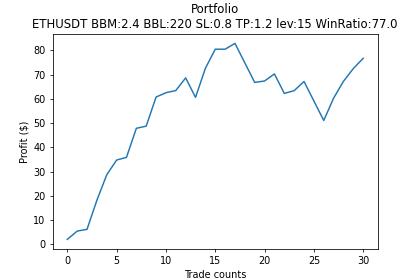 Portfolio
ETHUSDT BBM:2.4 BBL:220 SL:0.8 TP:1.2 lev:15 WinRatio:77.0
80
70
60
50
40
30
20
10
0
Profit ($)
0 5 10 15 20 25 30
Trade counts